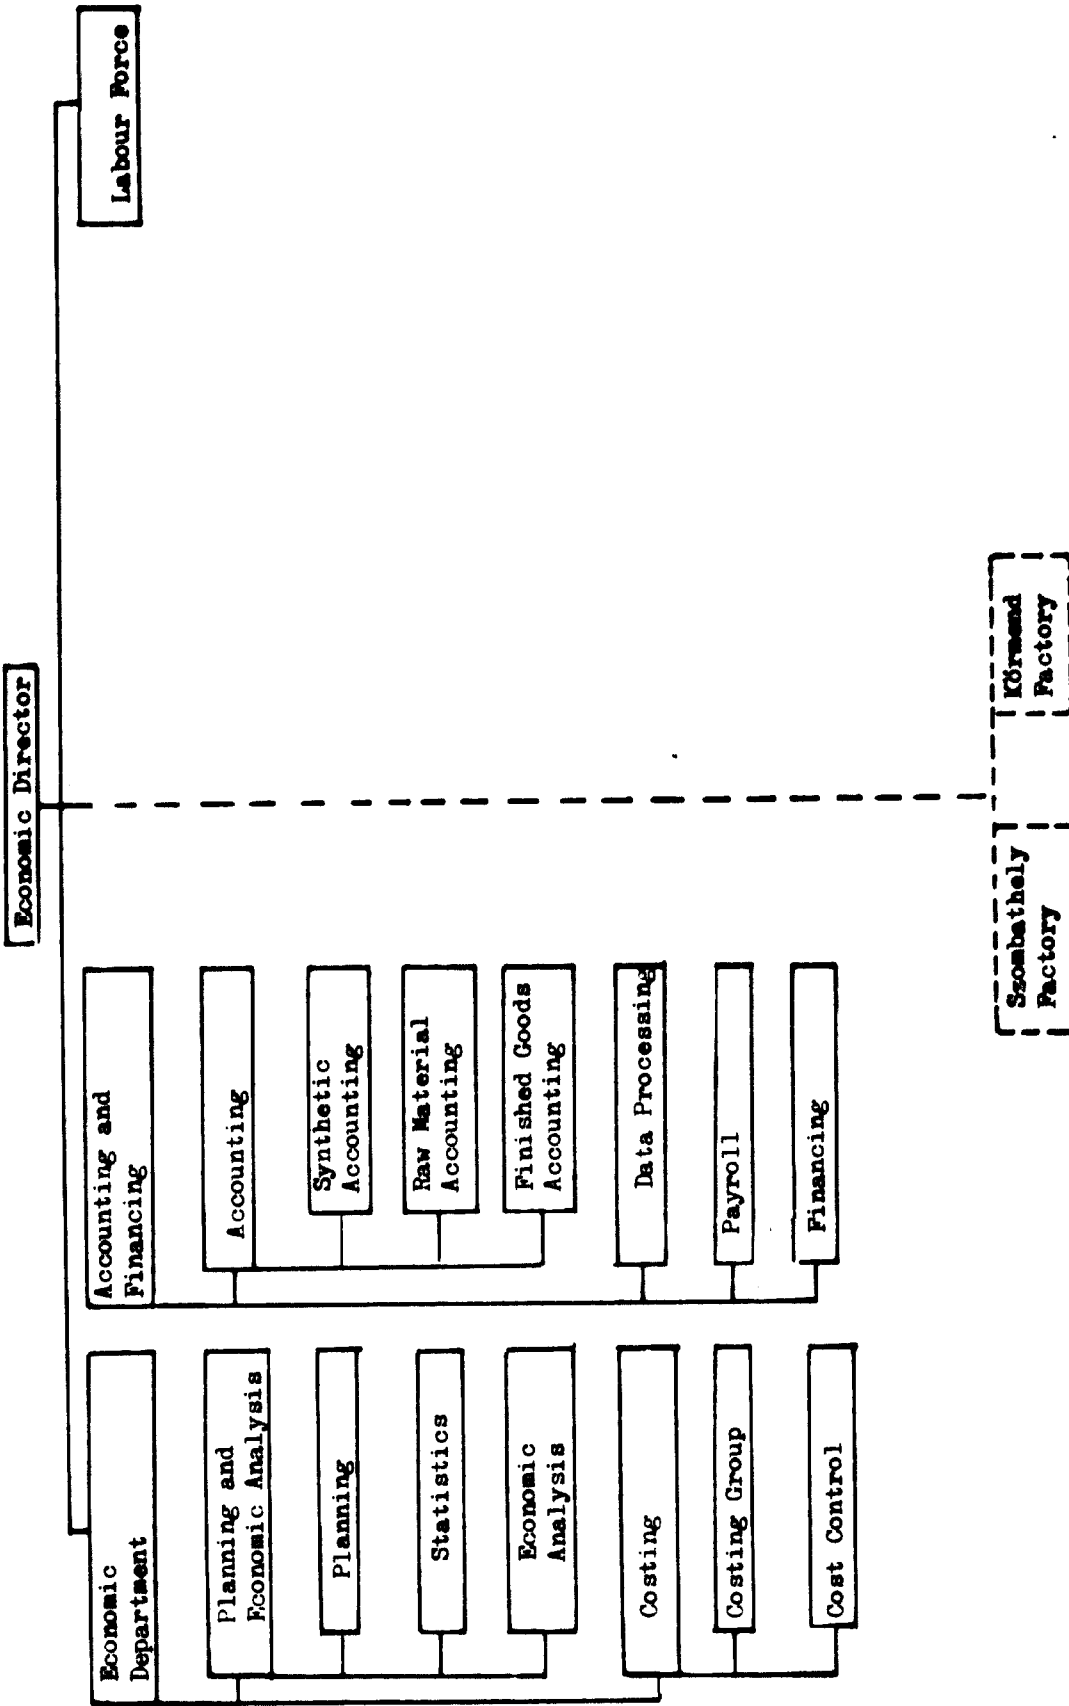 Economic Director
Economic
Department
Accounting and
Financing
Labour Force
Planning and
Economic Analysis
Planning
Statistics
Economic
Analysis
Costing
Costing Group
Cost Control
Accounting
Synthetic
Accounting
Raw Material
Accounting
Finished Goods
Accounting
Data Processing
Payroll
Financing
Szombathely
Factory
Körmend
Factory